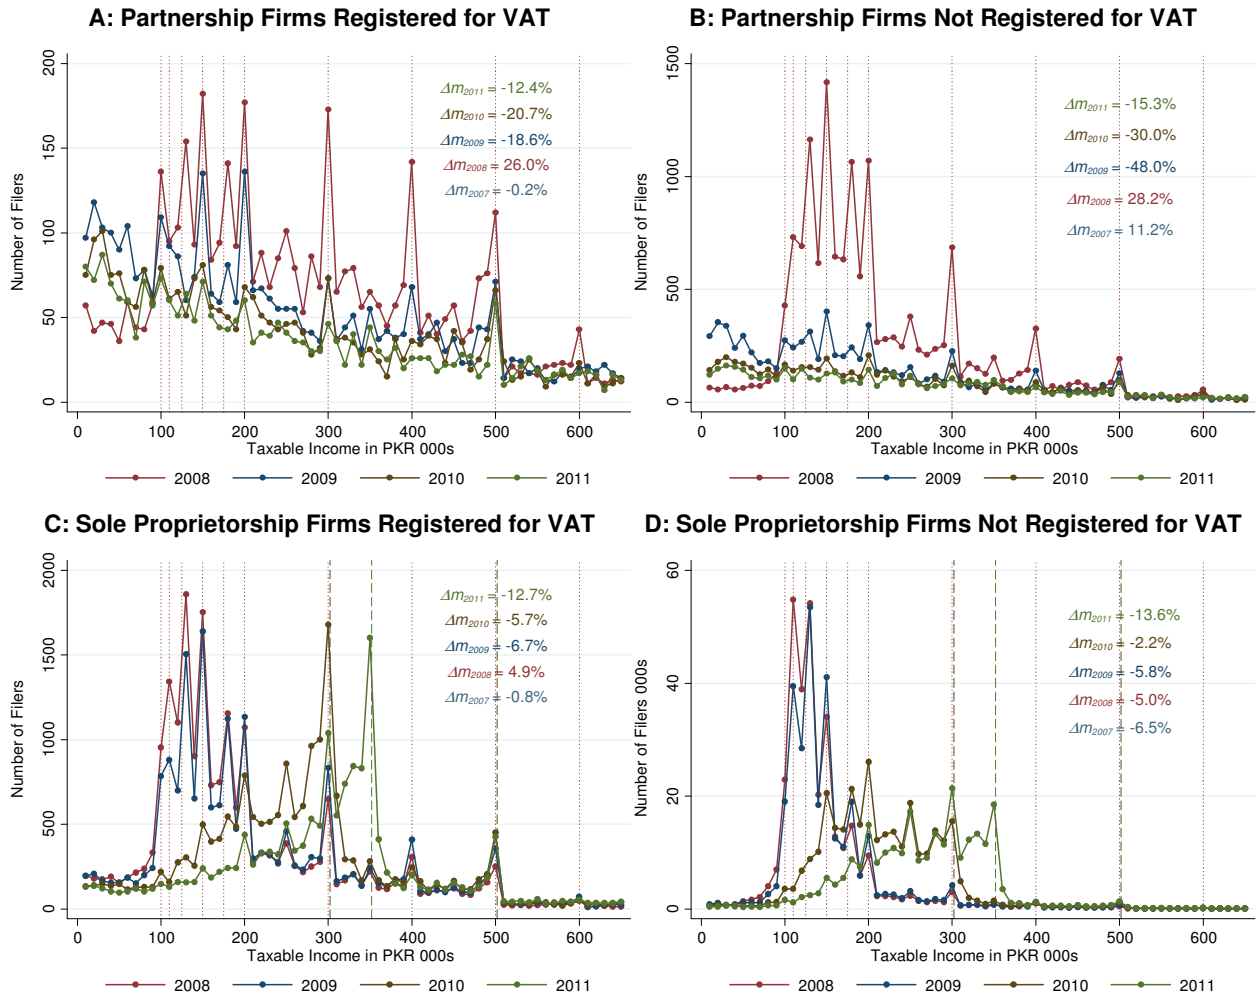 A: Partnership Firms Registered for VAT
200
150
100
50
0
Number of Filers
Δm2011 = -12.4%
Δm2010 = -20.7%
Δm2009 = -18.6%
Δm2008 = 26.0%
Δm2007 = -0.2%
0 100 200 300 400 500 600
Taxable Income in PKR 000s
2008 2009 2010 2011
B: Partnership Firms Not Registered for VAT
1500
1000
500
0
Number of Filers
Δm2011 = -15.3%
Δm2010 = -30.0%
Δm2009 = -48.0%
Δm2008 = 28.2%
Δm2007 = 11.2%
0 100 200 300 400 500 600
Taxable Income in PKR 000s
2008 2009 2010 2011
C: Sole Proprietorship Firms Registered for VAT
2000
1500
1000
500
0
Number of Filers
Δm2011 = -12.7%
Δm2010 = -5.7%
Δm2009 = -6.7%
Δm2008 = 4.9%
Δm2007 = -0.8%
0 100 200 300 400 500 600
Taxable Income in PKR 000s
2008 2009 2010 2011
D: Sole Proprietorship Firms Not Registered for VAT
60
40
20
0
Number of Filers 000s
Δm2011 = -13.6%
Δm2010 = -2.2%
Δm2009 = -5.8%
Δm2008 = -5.0%
Δm2007 = -6.5%
0 100 200 300 400 500 600
Taxable Income in PKR 000s
2008 2009 2010 2011